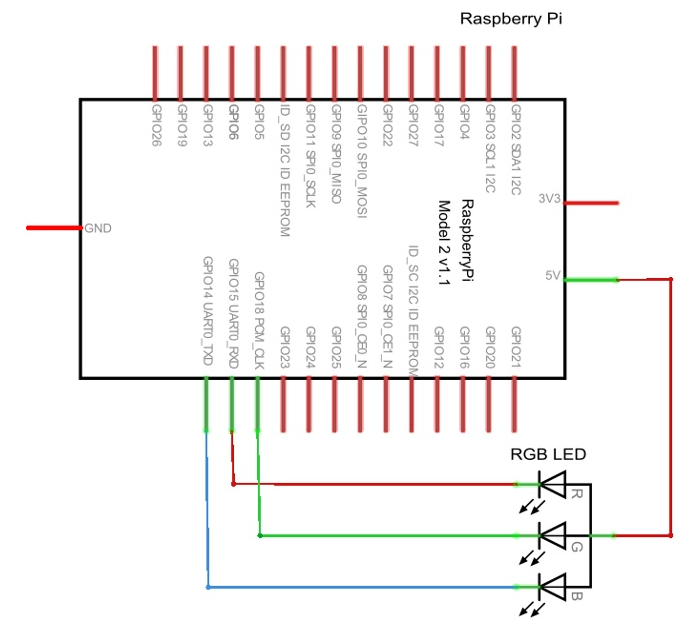 Raspberry Pi
GPIO26
GPIO19
GPIO13
GPIO6
GPIO5
ID_SD I2C ID EEPROM
GPIO11 SPI0_SCLK
GPIO9 SPI0_MISO
GIPO10 SPI0_MOSI
GPIO22
GPIO27
GPIO17
GPIO4
GPIO3 SCL1 I2C
GPIO2 SDA1 I2C
3V3
RaspberryPi
Model 2 v1.1
GND
5V
GPIO14 UART0_TXD
GPIO15 UART0_RXD
GPIO18 PCM_CLK
GPIO23
GPIO24
GPIO25
GPIO8 SPI0_CE0_N
GPIO7 SPI0_CE1_N
ID_SC I2C ID EEPROM
GPIO12
GPIO16
GPIO20
GPIO21
RGB LED
R
G
B